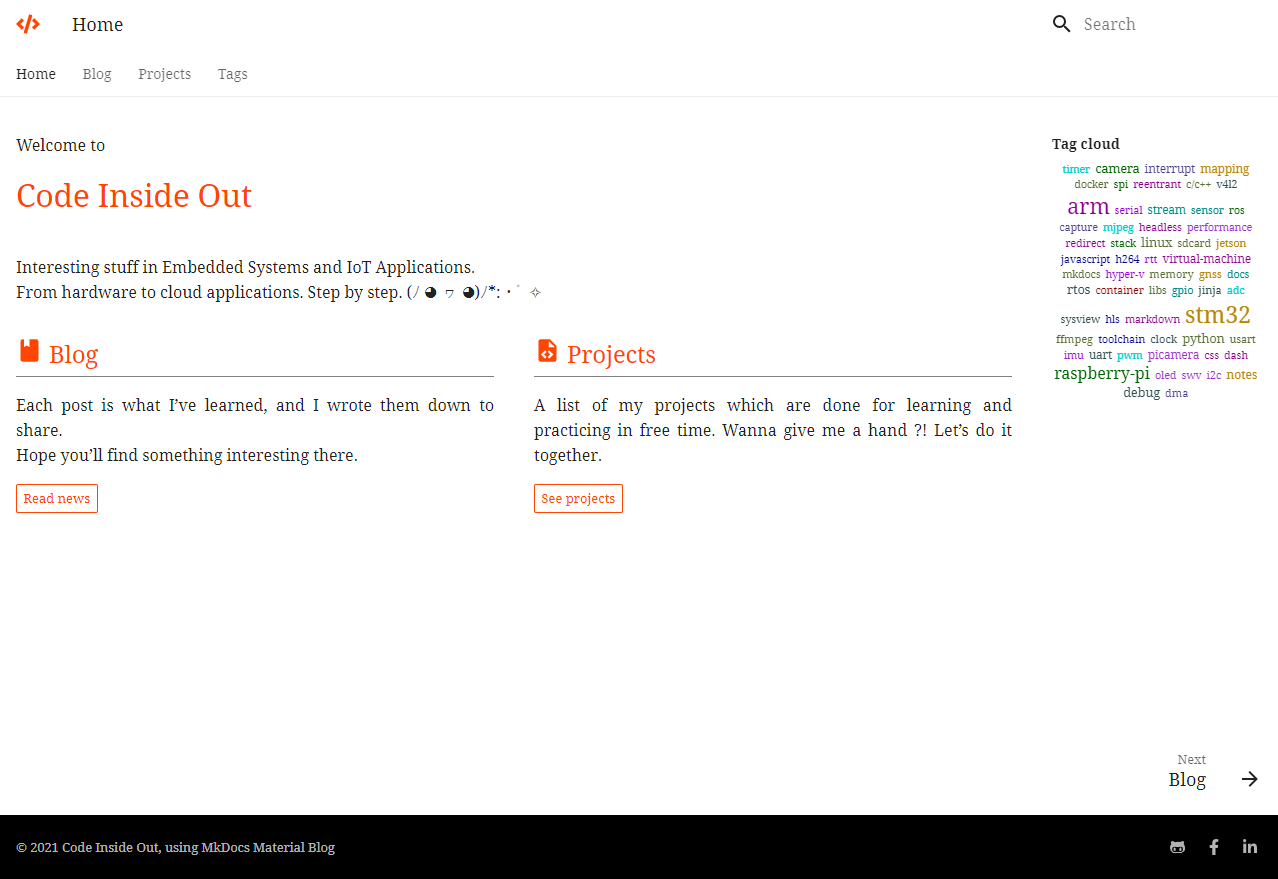 Home
Search
Home Blog Projects Tags
Welcome to
Code Inside Out
Interesting stuff in Embedded Systems and IoT Applications.
From hardware to cloud applications. Step by step. (/ ◕ ヮ ◕)/*: ･ ﾟ ✧
Blog
Each post is what I’ve learned, and I wrote them down to
share.
Hope you’ll find something interesting there.
Read news
Projects
A list of my projects which are done for learning and
practicing in free time. Wanna give me a hand ?! Let’s do it
together.
See projects
Tag cloud
timer camera interrupt mapping
docker spi reentrant c/c++ v4l2
arm serial stream sensor ros
capture mjpeg headless performance
redirect stack linux sdcard jetson
javascript h264 rtt virtual-machine
mkdocs hyper-v memory gnss docs
rtos container libs gpio jinja adc
sysview hls markdown stm32
ffmpeg toolchain clock python usart
imu uart pwm picamera css dash
raspberry-pi oled swv i2c notes
debug dma
Next
Blog
© 2021 Code Inside Out, using MkDocs Material Blog